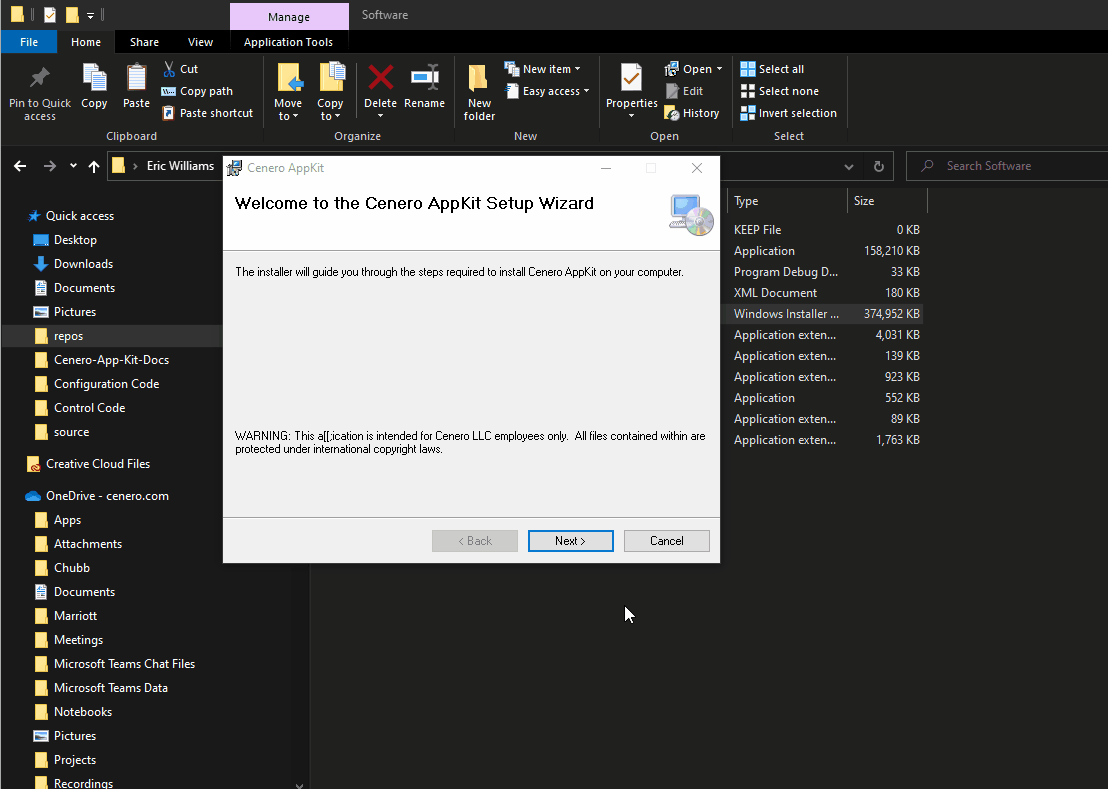 Manage
Software
File
Home
Share
View
Application Tools
Pin to Quick
access
Copy
Paste
Cut
Copy path
Paste shortcut
Clipboard
Move
to
Copy
to
Delete
Rename
Organize
New
folder
New item
Easy access
New
Properties
Open
Edit
History
Open
Select all
Select none
Invert selection
Select
Eric Williams
Search Software
Quick access
Desktop
Downloads
Documents
Pictures
repos
Cenero-App-Kit-Docs
Configuration Code
Control Code
source
Creative Cloud Files
OneDrive - cenero.com
Apps
Attachments
Chubb
Documents
Marriott
Meetings
Microsoft Teams Chat Files
Microsoft Teams Data
Notebooks
Pictures
Projects
Recordings
Cenero AppKit
Welcome to the Cenero AppKit Setup Wizard
The installer will guide you through the steps required to install Cenero AppKit on your computer.
WARNING: This a[[;ication is intended for Cenero LLC employees only. All files contained within are
protected under international copyright laws.
< Back
Next >
Cancel
Type Size
KEEP File 0 KB
Application 158,210 KB
Program Debug D... 33 KB
XML Document 180 KB
Windows Installer ... 374,952 KB
Application exten... 4,031 KB
Application exten... 139 KB
Application exten... 923 KB
Application 552 KB
Application exten... 89 KB
Application exten... 1,763 KB